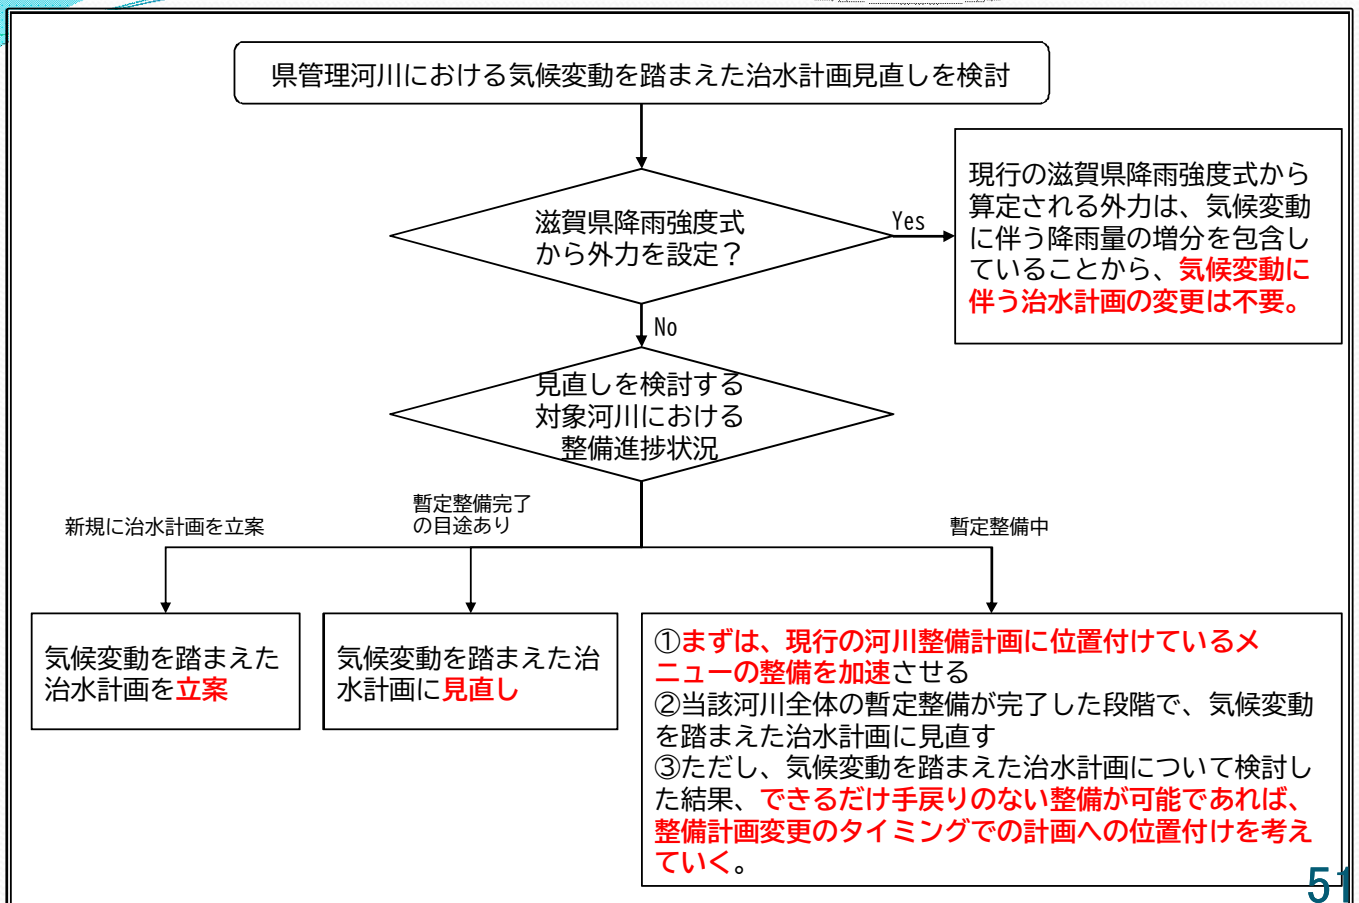 県管理河川における気候変動を踏まえた治水計画見直しを検討
滋賀県降雨強度式
から外力を設定？
Yes
現行の滋賀県降雨強度式から
算定される外力は、気候変動
に伴う降雨量の増分を包含し
ていることから、気候変動に
伴う治水計画の変更は不要。
No
見直しを検討する
対象河川における
整備進捗状況
新規に治水計画を立案
暫定整備完了
の目途あり
暫定整備中
気候変動を踏まえた
治水計画を立案
気候変動を踏まえた治
水計画に見直し
①まずは、現行の河川整備計画に位置付けているメ
ニューの整備を加速させる
②当該河川全体の暫定整備が完了した段階で、気候変動
を踏まえた治水計画に見直す
③ただし、気候変動を踏まえた治水計画について検討し
た結果、できるだけ手戻りのない整備が可能であれば、
整備計画変更のタイミングでの計画への位置付けを考え
ていく。
51